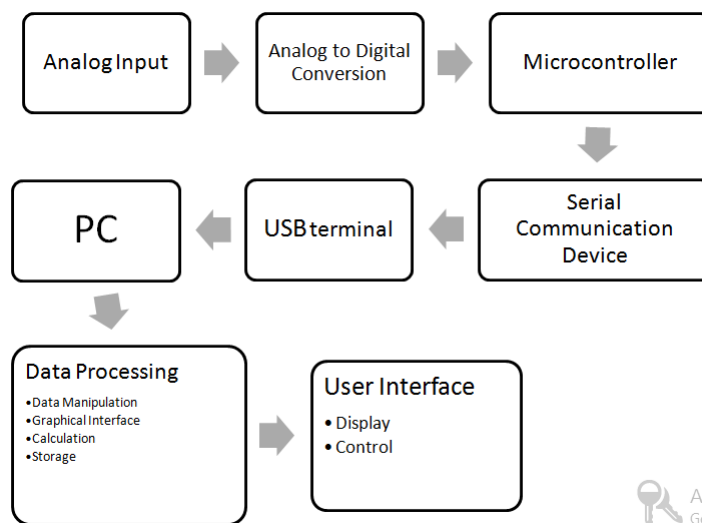 Analog Input
Analog to Digital
Conversion
Microcontroller
PC
USB terminal
Serial
Communication
Device
Data Processing
•Data Manipulation
•Graphical Interface
•Calculation
•Storage
User Interface
• Display
• Control